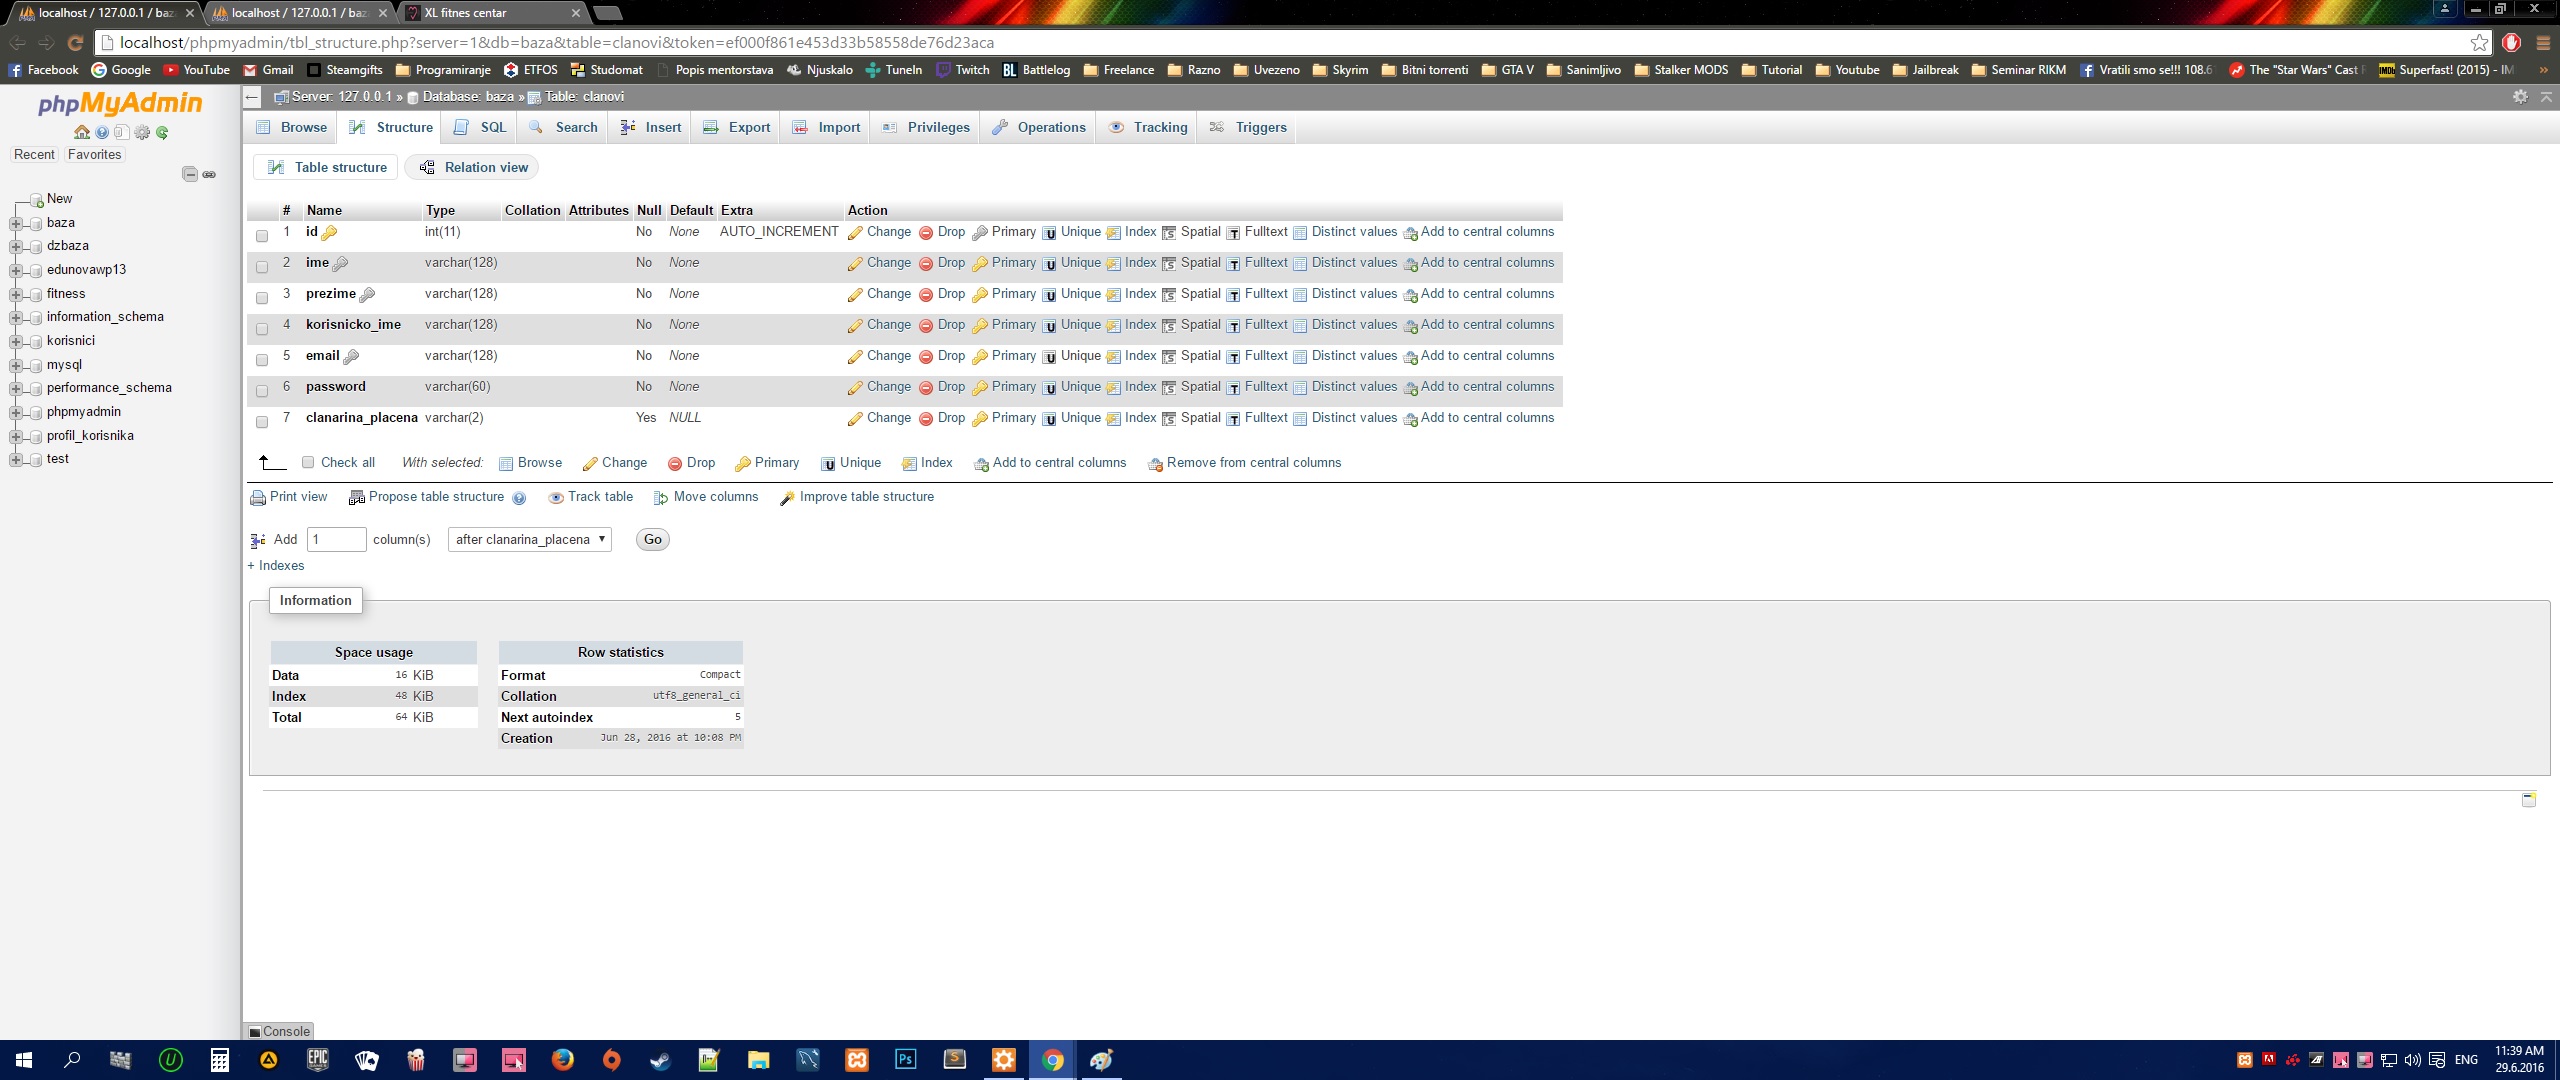 localhost / 127.0.0.1 / baz
localhost / 127.0.0.1 / baz
XL fitnes centar
localhost/phpmyadmin/tbl_structure.php?server=1&db=baza&table=clanovi&token=ef000f861e453d33b58558de76d23aca
Facebook Google YouTube Gmail Steamgifts Programiranje ETFOS Studomat Popis mentorstava Njuskalo TuneIn Twitch Battlelog Freelance Razno Uvezeno Skyrim Bitni torrenti GTA V Sanimljivo Stalker MODS Tutorial Youtube Jailbreak Seminar RIKM Vratili smo se!!! 108.6 The "Star Wars" Cast Superfast! (2015) - IM »
phpMyAdmin
Recent Favorites
New
baza
dzbaza
edunovawp13
fitness
information_schema
korisnici
mysql
performance_schema
phpmyadmin
profil_korisnika
test
Server: 127.0.0.1 » Database: baza » Table: clanovi
Browse Structure SQL Search Insert Export Import Privileges Operations Tracking Triggers
Table structure Relation view
# Name Type Collation Attributes Null Default Extra Action
1 id int(11) No None AUTO_INCREMENT Change Drop Primary Unique Index Spatial Fulltext Distinct values Add to central columns
2 ime varchar(128) No None Change Drop Primary Unique Index Spatial Fulltext Distinct values Add to central columns
3 prezime varchar(128) No None Change Drop Primary Unique Index Spatial Fulltext Distinct values Add to central columns
4 korisnicko_ime varchar(128) No None Change Drop Primary Unique Index Spatial Fulltext Distinct values Add to central columns
5 email varchar(128) No None Change Drop Primary Unique Index Spatial Fulltext Distinct values Add to central columns
6 password varchar(60) No None Change Drop Primary Unique Index Spatial Fulltext Distinct values Add to central columns
7 clanarina_placena varchar(2) Yes NULL Change Drop Primary Unique Index Spatial Fulltext Distinct values Add to central columns
Check all With selected: Browse Change Drop Primary Unique Index Add to central columns Remove from central columns
Print view Propose table structure Track table Move columns Improve table structure
Add 1 column(s) after clanarina_placena Go
+ Indexes
Information
Space usage
Data 16 KiB
Index 48 KiB
Total 64 KiB
Row statistics
Format Compact
Collation utf8_general_ci
Next autoindex 5
Creation Jun 28, 2016 at 10:08 PM
Console
ENG
11:39 AM
29.6.2016